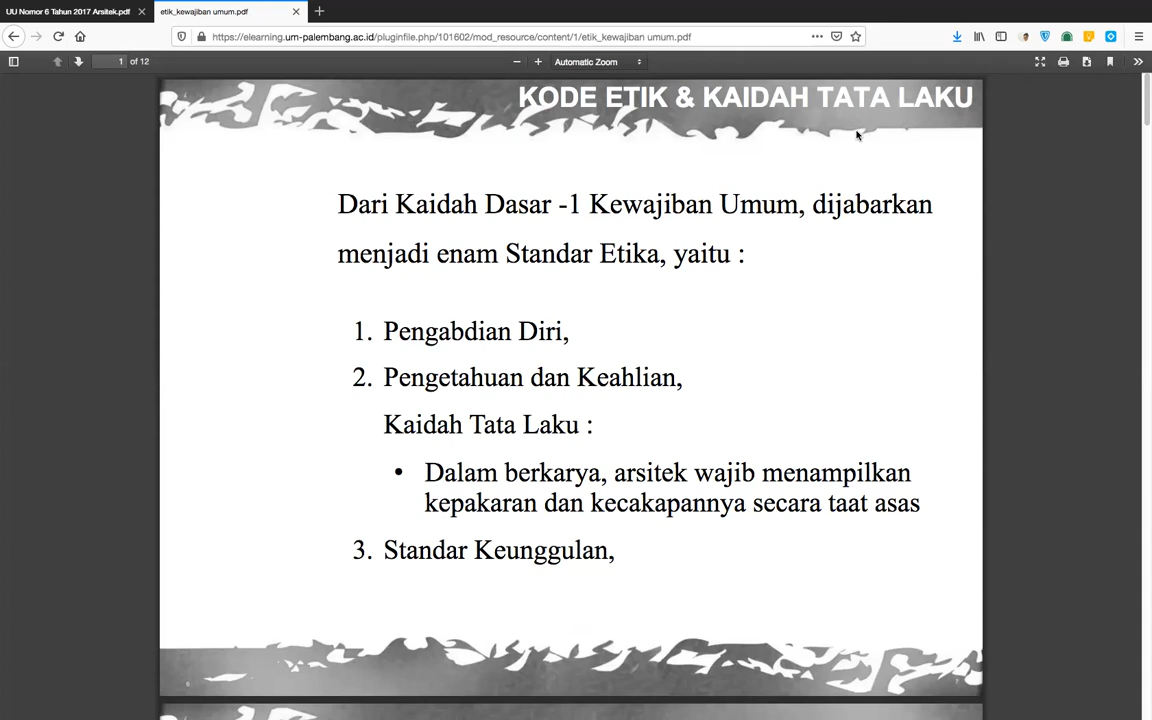 UU Nomor 6 Tahun 2017 Arsitek.pdf
etik_kewajiban umum.pdf
https://elearning.um-palembang.ac.id/pluginfile.php/101602/mod_resource/content/1/etik_kewajiban umum.pdf
1 of 12
Automatic Zoom
KODE ETIK & KAIDAH TATA LAKU
Dari Kaidah Dasar -1 Kewajiban Umum, dijabarkan
menjadi enam Standar Etika, yaitu :
1. Pengabdian Diri,
2. Pengetahuan dan Keahlian,
Kaidah Tata Laku :
• Dalam berkarya, arsitek wajib menampilkan
kepakaran dan kecakapannya secara taat asas
3. Standar Keunggulan,